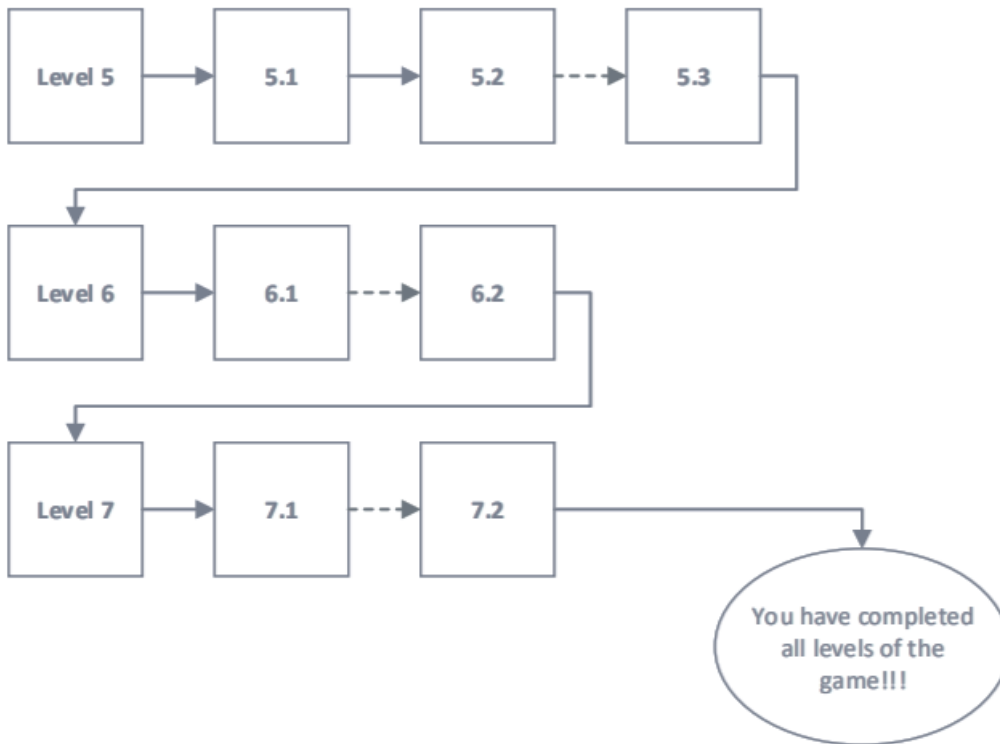 Level 5
5.1
5.2
5.3
Level 6
6.1
6.2
Level 7
7.1
7.2
You have completed
all levels of the
game!!!